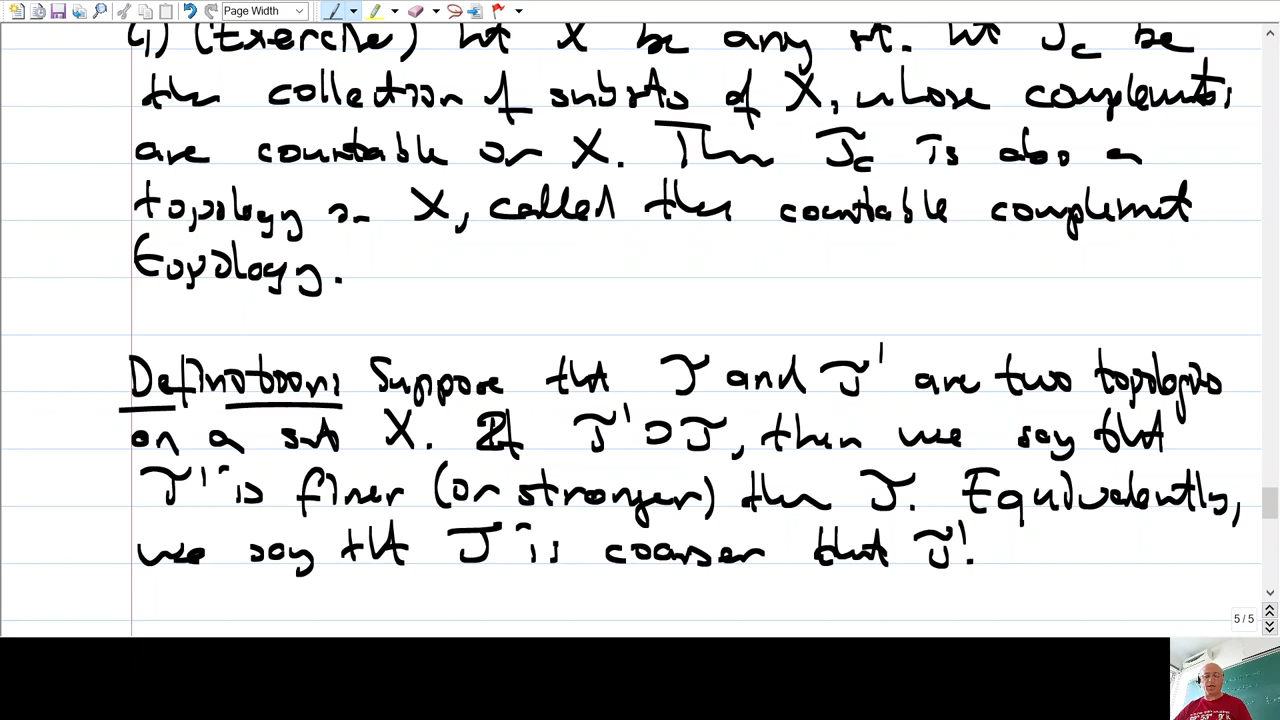 Page Width
(4) (Exercise) Let X be any set. Let 𝒯c be
the collection of subsets of X, whose complements
are countable or X. Then 𝒯c is also a
topology on X, called the countable complement
topology.
Definition: Suppose that 𝒯 and 𝒯' are two topologies
on a set X. If 𝒯' ⊃ 𝒯, then we say that
𝒯' is finer (or stronger) than 𝒯. Equivalently,
we say that 𝒯 is coarser that 𝒯'.
5/5